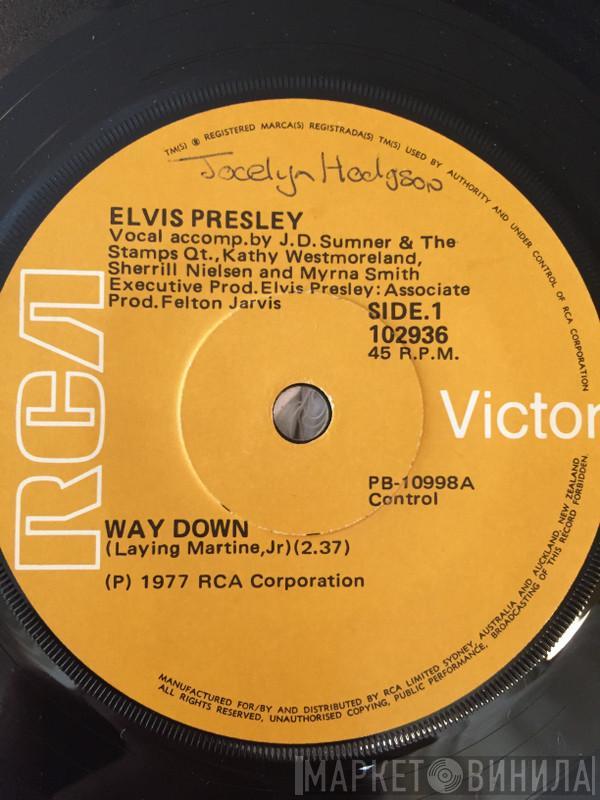 TM(S) ® REGISTERED MARCA(S) REGISTRADA(S) TM(S) USED BY AUTHORITY AND UNDER CONTROL OF RCA CORPORATION
Jocelyn Hodgson
ELVIS PRESLEY
Vocal accomp.by J.D. Sumner & The
Stamps Qt., Kathy Westmoreland,
Sherrill Nielsen and Myrna Smith
Executive Prod.Elvis Presley: Associate
Prod. Felton Jarvis
SIDE.1
102936
45 R.P.M.
RCA
Victor
PB-10998A
Control
WAY DOWN
(Laying Martine,Jr)(2.37)
(P) 1977 RCA Corporation
MANUFACTURED FOR/BY AND DISTRIBUTED BY RCA LIMITED SYDNEY, AUSTRALIA AND AUCKLAND, NEW ZEALAND
ALL RIGHTS RESERVED, UNAUTHORISED COPYING, PUBLIC PERFORMANCE, BROADCASTING OF THIS RECORD FORBIDDEN
МАРКЕТ ВИНИЛА